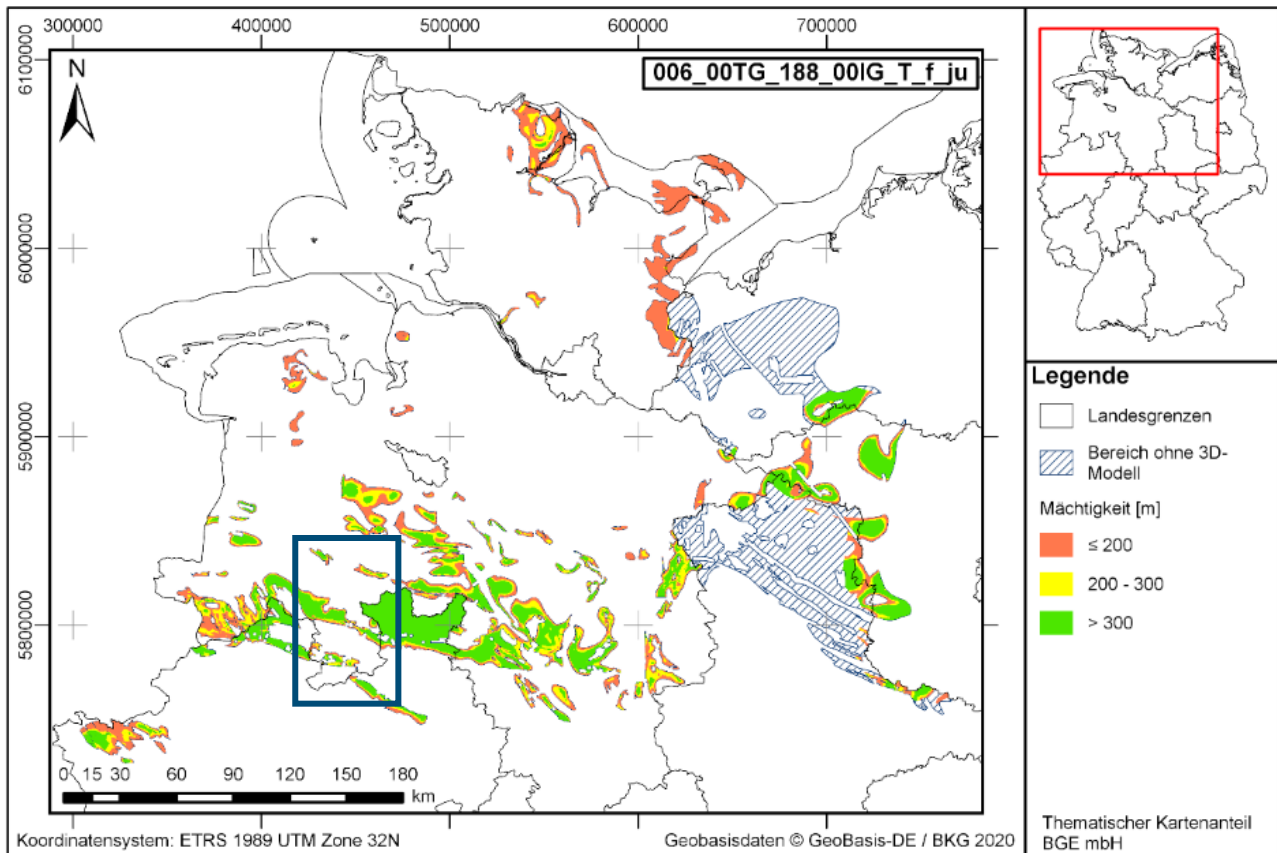 300000 400000 500000 600000 700000
6100000
6000000
5900000
5800000
N
006_00TG_188_00IG_T_f_ju
0 15 30 60 90 120 150 180
km
Koordinatensystem: ETRS 1989 UTM Zone 32N
Geobasisdaten © GeoBasis-DE / BKG 2020
Legende
Landesgrenzen
Bereich ohne 3D-
Modell
Mächtigkeit [m]
≤ 200
200 - 300
> 300
Thematischer Kartenanteil
BGE mbH